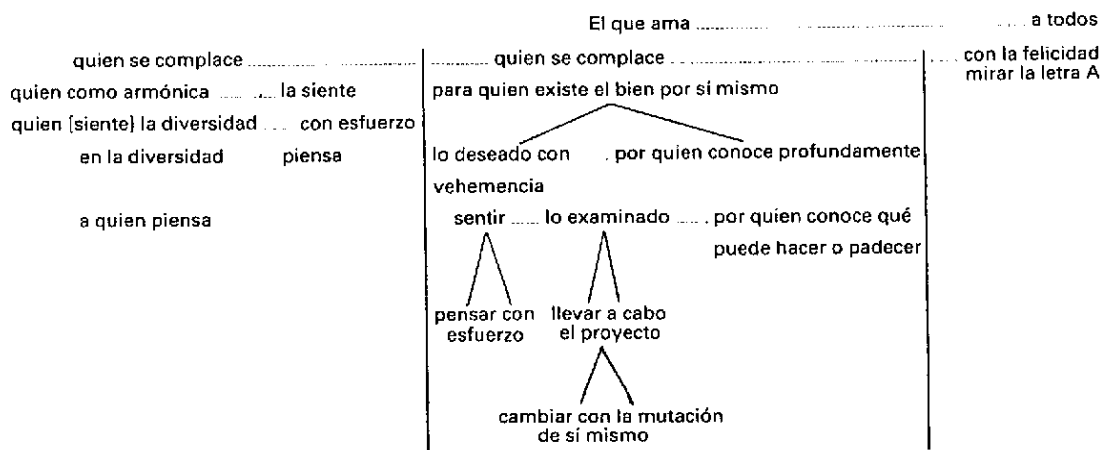 El que ama ........ a todos
quien se complace ........ quien se complace ........ con la felicidad
mirar la letra A
quien como armónica ........ la siente
para quien existe el bien por sí mismo
quien [siente] la diversidad ... con esfuerzo
en la diversidad piensa
lo deseado con . por quien conoce profundamente
vehemencia
a quien piensa
sentir ...... lo examinado ...... por quien conoce qué
puede hacer o padecer
pensar con
esfuerzo
llevar a cabo
el proyecto
cambiar con la mutación
de sí mismo